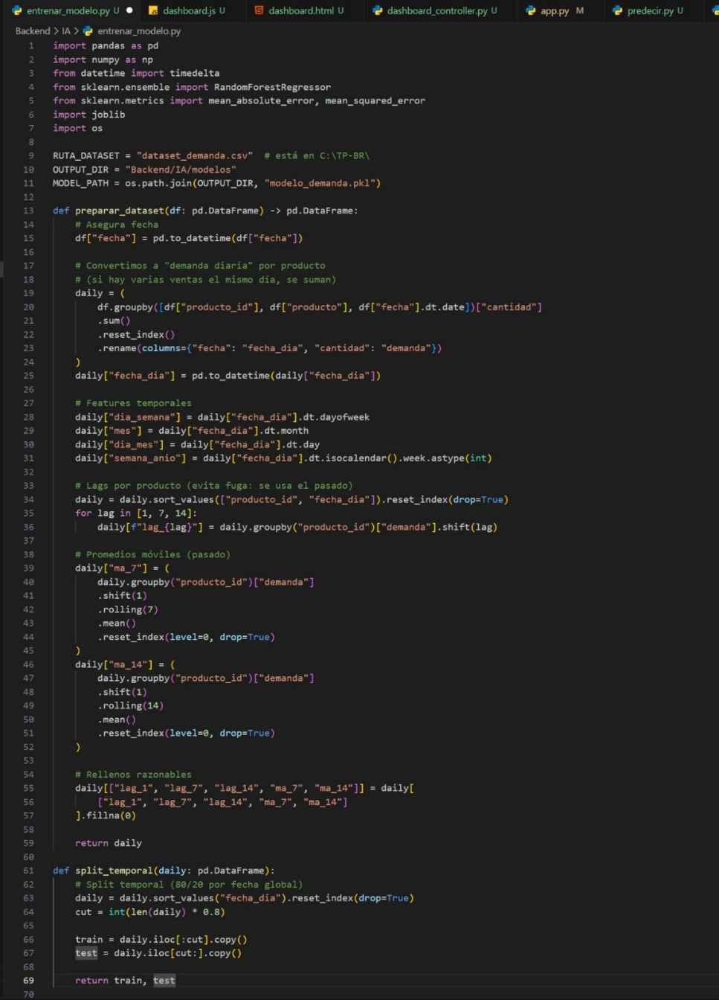 entrenar_modelo.py U ● dashboard.js U dashboard.html U dashboard_controller.py U app.py M predecir.py U
Backend > IA > entrenar_modelo.py
1 import pandas as pd
2 import numpy as np
3 from datetime import timedelta
4 from sklearn.ensemble import RandomForestRegressor
5 from sklearn.metrics import mean_absolute_error, mean_squared_error
6 import joblib
7 import os
8
9 RUTA_DATASET = "dataset_demanda.csv"  # está en C:\TP-BR\
10 OUTPUT_DIR = "Backend/IA/modelos"
11 MODEL_PATH = os.path.join(OUTPUT_DIR, "modelo_demanda.pkl")
12
13 def preparar_dataset(df: pd.DataFrame) -> pd.DataFrame:
14     # Asegura fecha
15     df["fecha"] = pd.to_datetime(df["fecha"])
16
17     # Convertimos a "demanda diaria" por producto
18     # (si hay varias ventas el mismo día, se suman)
19     daily = (
20         df.groupby([df["producto_id"], df["producto"], df["fecha"].dt.date])["cantidad"]
21         .sum()
22         .reset_index()
23         .rename(columns={"fecha": "fecha_dia", "cantidad": "demanda"})
24     )
25     daily["fecha_dia"] = pd.to_datetime(daily["fecha_dia"])
26
27     # Features temporales
28     daily["dia_semana"] = daily["fecha_dia"].dt.dayofweek
29     daily["mes"] = daily["fecha_dia"].dt.month
30     daily["dia_mes"] = daily["fecha_dia"].dt.day
31     daily["semana_anio"] = daily["fecha_dia"].dt.isocalendar().week.astype(int)
32
33     # Lags por producto (evita fuga: se usa el pasado)
34     daily = daily.sort_values(["producto_id", "fecha_dia"]).reset_index(drop=True)
35     for lag in [1, 7, 14]:
36         daily[f"lag_{lag}"] = daily.groupby("producto_id")["demanda"].shift(lag)
37
38     # Promedios móviles (pasado)
39     daily["ma_7"] = (
40         daily.groupby("producto_id")["demanda"]
41         .shift(1)
42         .rolling(7)
43         .mean()
44         .reset_index(level=0, drop=True)
45     )
46     daily["ma_14"] = (
47         daily.groupby("producto_id")["demanda"]
48         .shift(1)
49         .rolling(14)
50         .mean()
51         .reset_index(level=0, drop=True)
52     )
53
54     # Rellenos razonables
55     daily[["lag_1", "lag_7", "lag_14", "ma_7", "ma_14"]] = daily[
56         ["lag_1", "lag_7", "lag_14", "ma_7", "ma_14"]
57     ].fillna(0)
58
59     return daily
60
61 def split_temporal(daily: pd.DataFrame):
62     # Split temporal (80/20 por fecha global)
63     daily = daily.sort_values("fecha_dia").reset_index(drop=True)
64     cut = int(len(daily) * 0.8)
65
66     train = daily.iloc[:cut].copy()
67     test = daily.iloc[cut:].copy()
68
69     return train, test
70